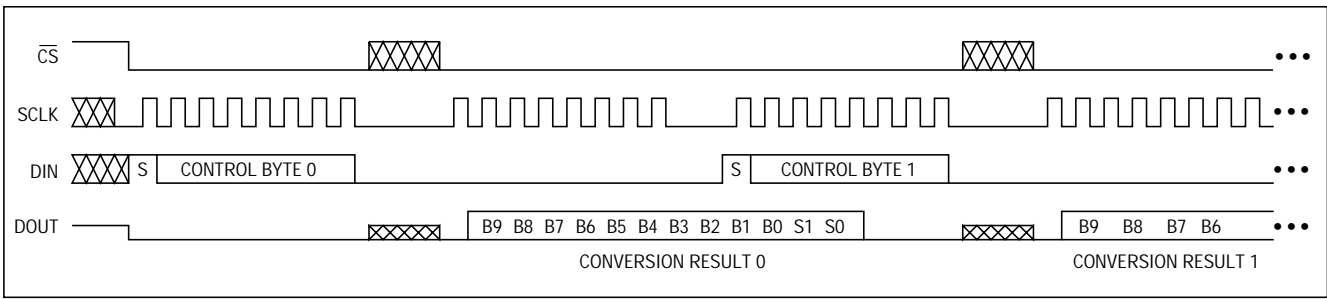 CS
SCLK
DIN S CONTROL BYTE 0 S CONTROL BYTE 1
DOUT B9 B8 B7 B6 B5 B4 B3 B2 B1 B0 S1 S0 B9 B8 B7 B6
CONVERSION RESULT 0 CONVERSION RESULT 1